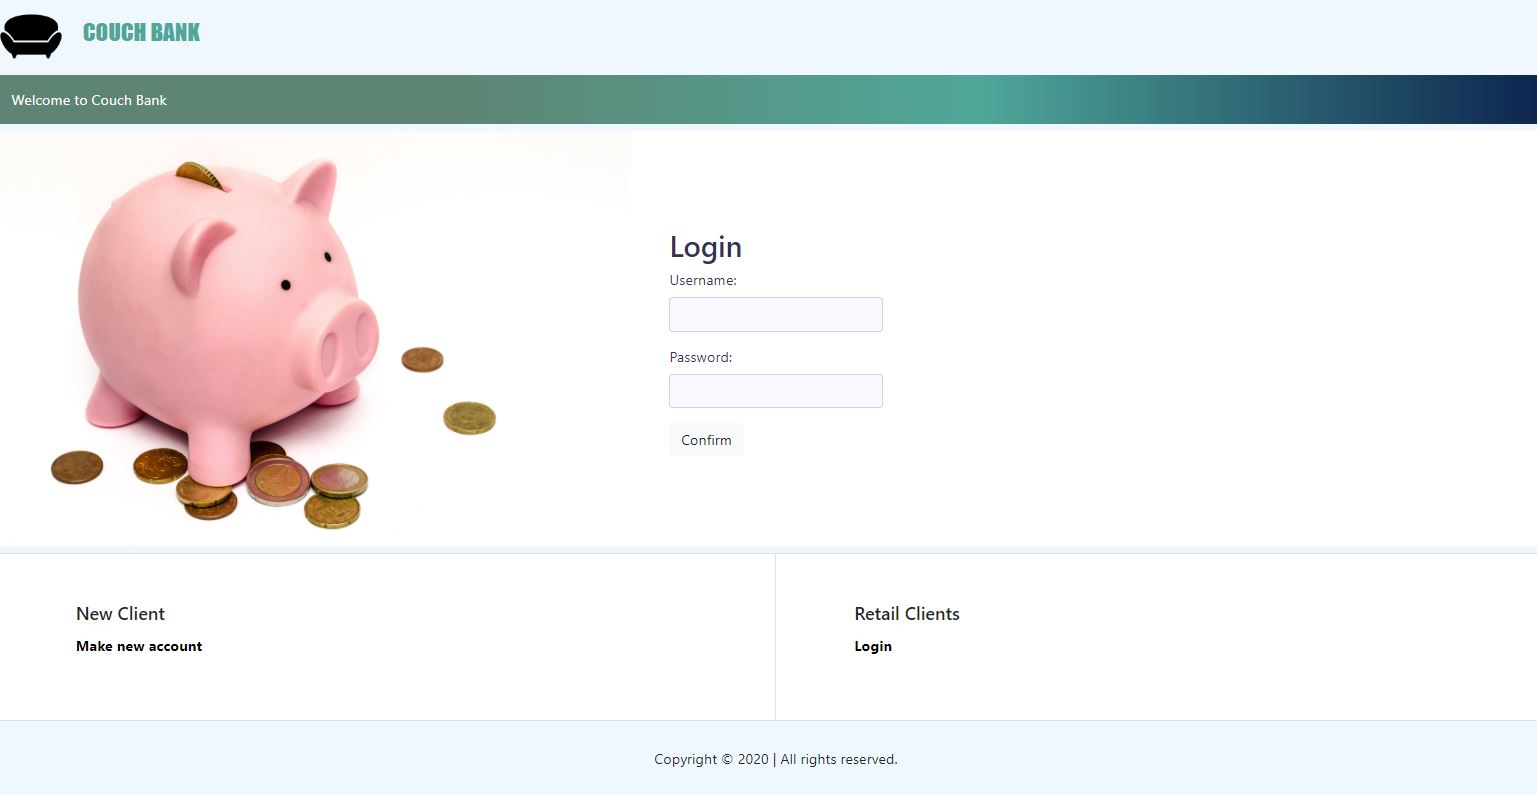 COUCH BANK
Welcome to Couch Bank
Login
Username:
Password:
Confirm
New Client
Make new account
Retail Clients
Login
Copyright © 2020 | All rights reserved.